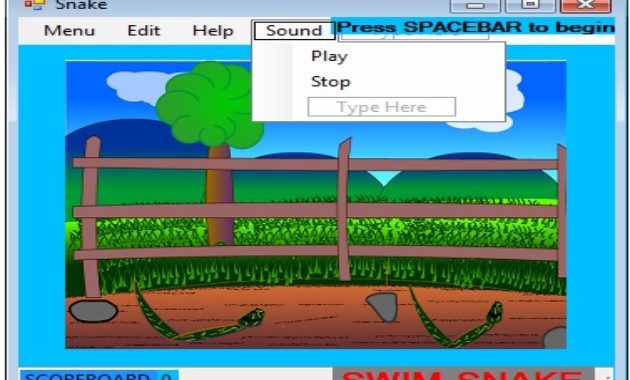 Snake
Menu Edit Help Sound Press SPACEBAR to begin
Play
Stop
Type Here
SCOREBOARD 0
SWIM SNAKE